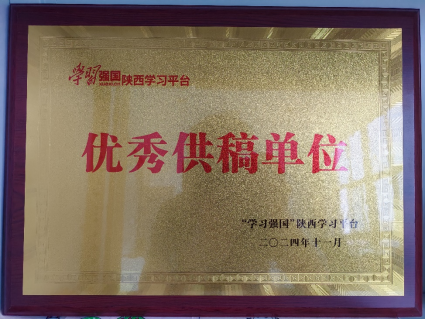 学习强国陕西学习平台
优秀供稿单位
“学习强国”陕西学习平台
二〇二四年十一月